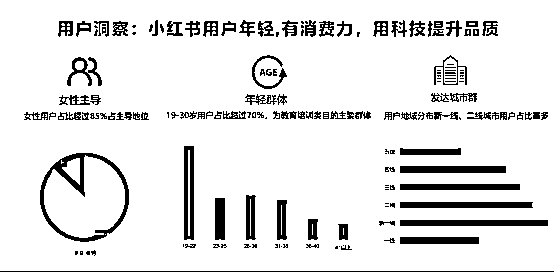 用户洞察：小红书用户年轻,有消费力，用科技提升品质
女性主导
女性用户占比超过85%占主导地位
AGE
年轻群体
19-30岁用户占比超过70%，为教育培训类目的主要群体
发达城市群
用户地域分布新一线、二线城市用户占比更多
19-22
23-25
26-30
31-35
36-40
五线
四线
三线
二线
新一线
一线